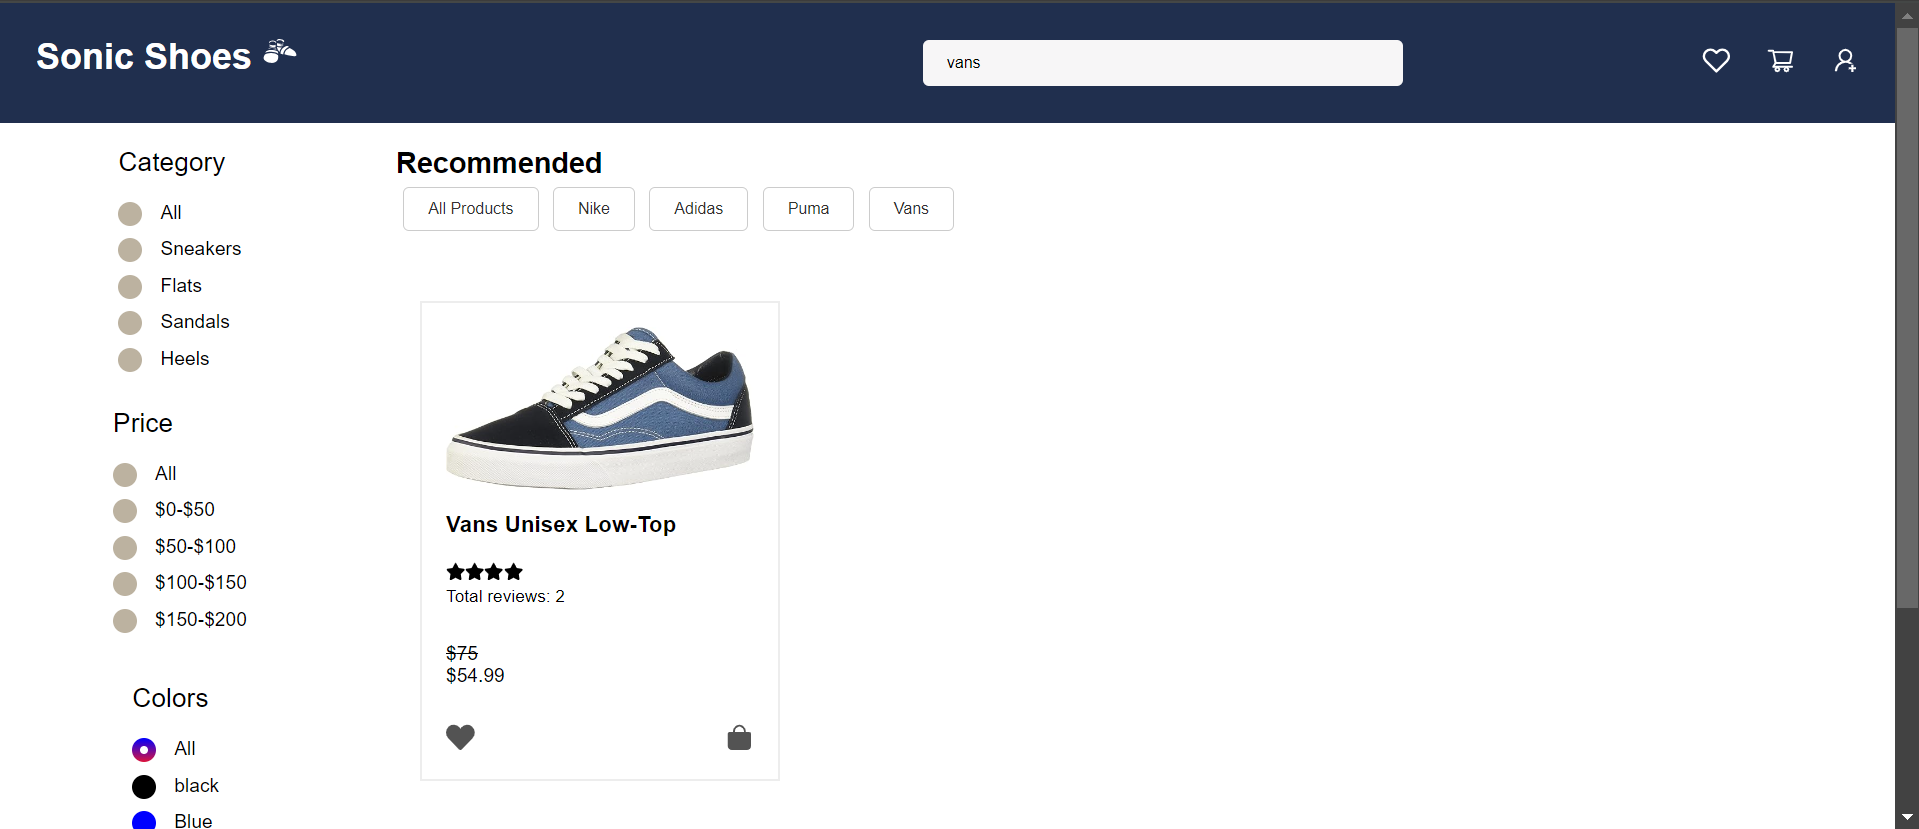 Sonic Shoes
vans
Category
All
Sneakers
Flats
Sandals
Heels
Price
All
$0-$50
$50-$100
$100-$150
$150-$200
Colors
All
black
Blue
Recommended
All Products
Nike
Adidas
Puma
Vans
Vans Unisex Low-Top
Total reviews: 2
$75
$54.99